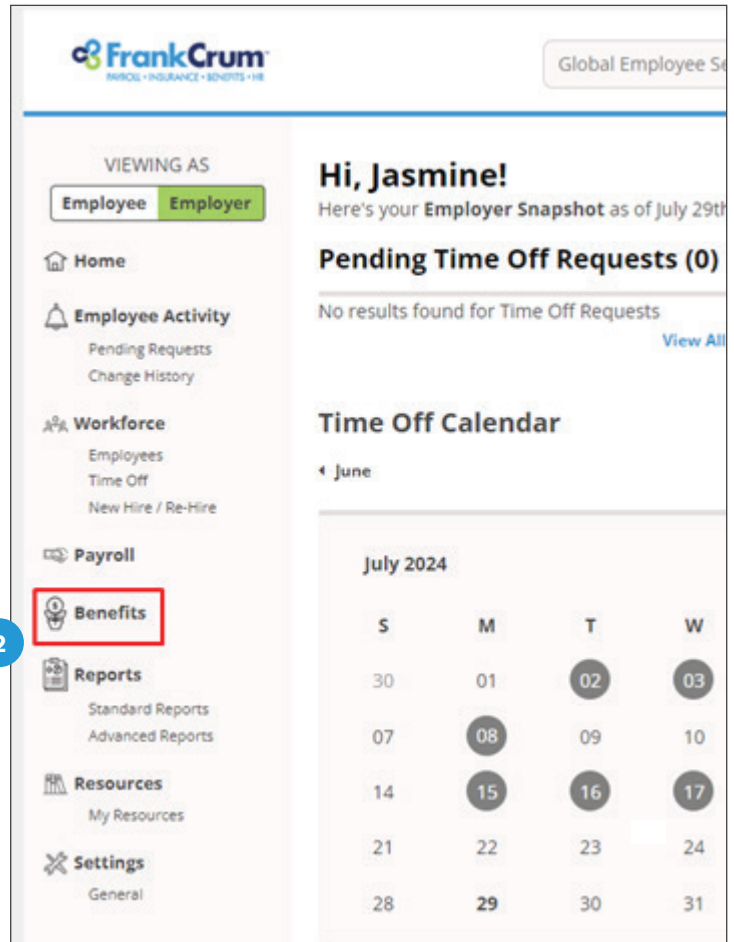 FrankCrum
PAYROLL • INSURANCE • BENEFITS • HR
Global Employee Se
VIEWING AS
Employee Employer
Home
Employee Activity
Pending Requests
Change History
Workforce
Employees
Time Off
New Hire / Re-Hire
Payroll
Benefits
2
Reports
Standard Reports
Advanced Reports
Resources
My Resources
Settings
General
Hi, Jasmine!
Here's your Employer Snapshot as of July 29th
Pending Time Off Requests (0)
No results found for Time Off Requests
View All
Time Off Calendar
June
July 2024
S M T W
30 01 02 03
07 08 09 10
14 15 16 17
21 22 23 24
28 29 30 31